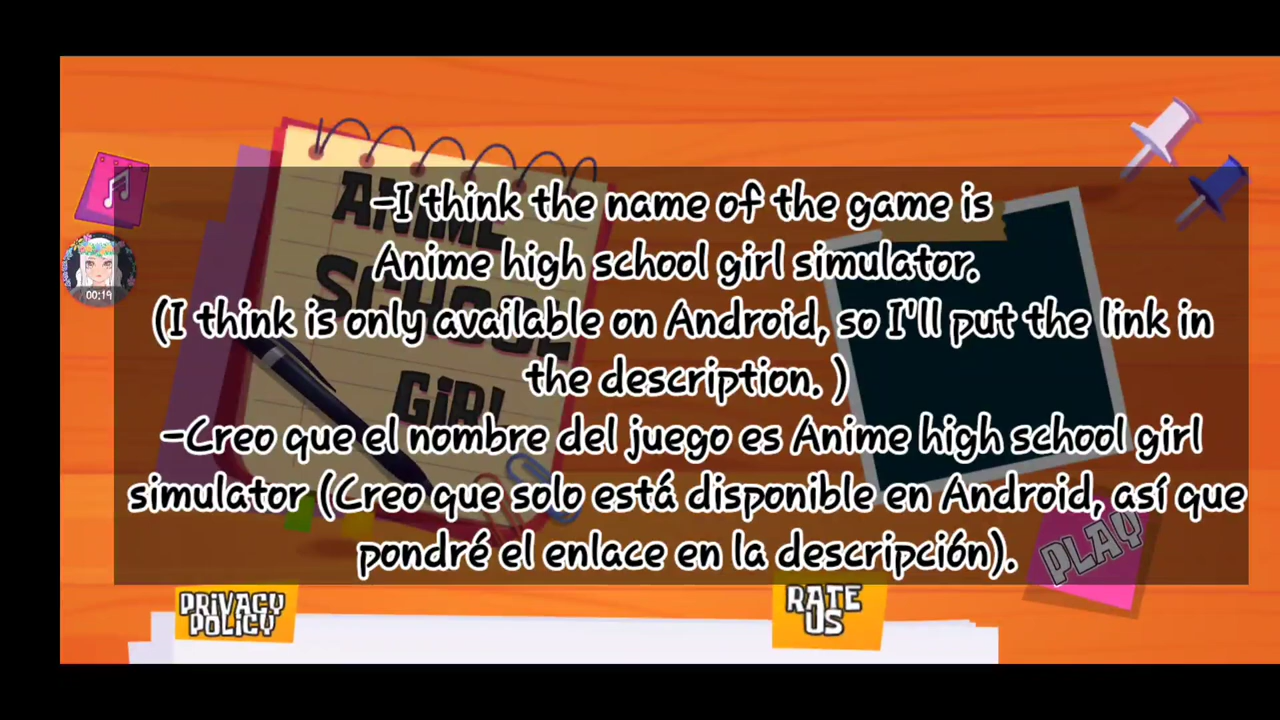 -I think the name of the game is
Anime high school girl simulator.
(I think is only available on Android, so I'll put the link in
the description. )
-Creo que el nombre del juego es Anime high school girl
simulator (Creo que solo está disponible en Android, así que
pondré el enlace en la descripción).
ANIME
SCHOOL
GIRL
00:19
PLAY
PRIVACY
POLICY
RATE
US